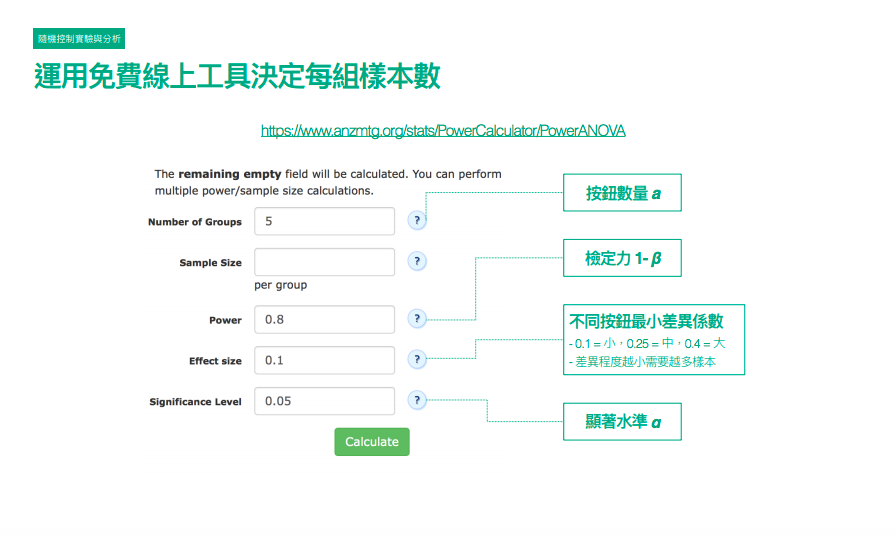 隨機控制實驗與分析
運用免費線上工具決定每組樣本數
https://www.anzmtg.org/stats/PowerCalculator/PowerANOVA
The remaining empty field will be calculated. You can perform
multiple power/sample size calculations.
Number of Groups 5 ?
按鈕數量 a
Sample Size ?
per group
檢定力 1- β
Power 0.8 ?
不同按鈕最小差異係數
- 0.1 = 小，0.25 = 中，0.4 = 大
- 差異程度越小需要越多樣本
Effect size 0.1 ?
Significance Level 0.05 ?
顯著水準 α
Calculate